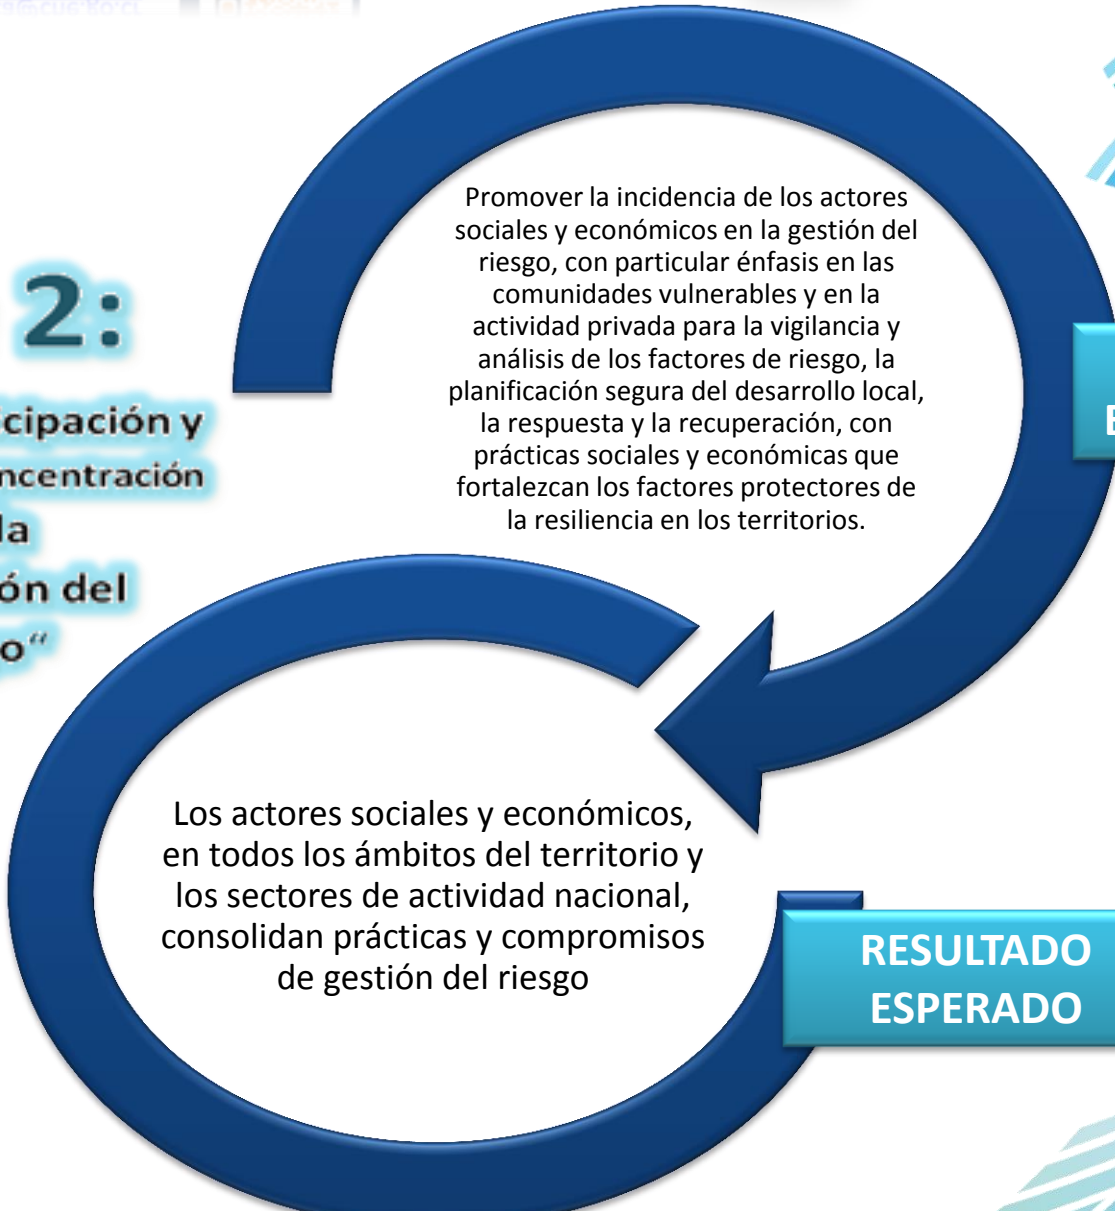 2:
cipación y
ncentración
la
ón del
o“
Promover la incidencia de los actores
sociales y económicos en la gestión del
riesgo, con particular énfasis en las
comunidades vulnerables y en la
actividad privada para la vigilancia y
análisis de los factores de riesgo, la
planificación segura del desarrollo local,
la respuesta y la recuperación, con
prácticas sociales y económicas que
fortalezcan los factores protectores de
la resiliencia en los territorios.
E
Los actores sociales y económicos,
en todos los ámbitos del territorio y
los sectores de actividad nacional,
consolidan prácticas y compromisos
de gestión del riesgo
RESULTADO
ESPERADO